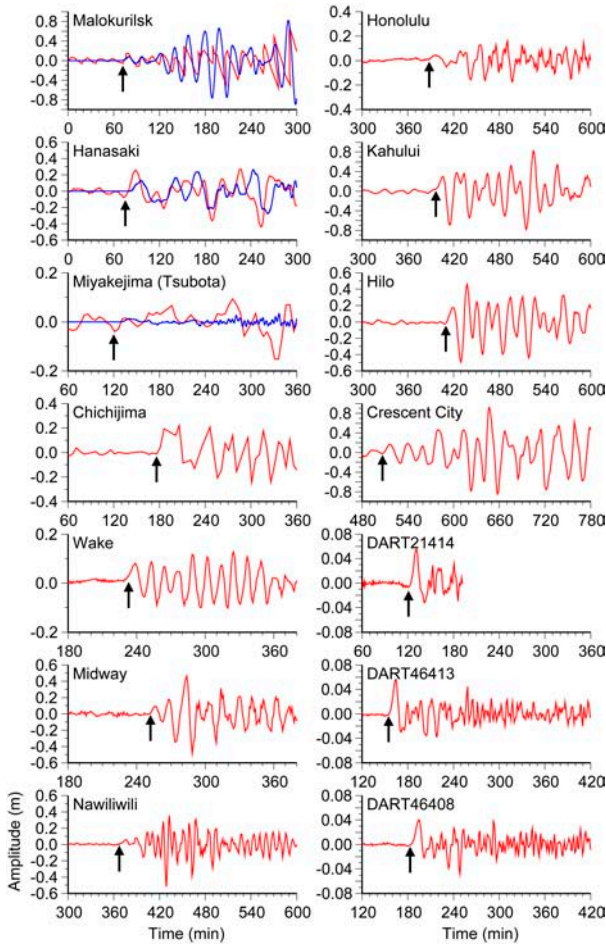 Malokurilsk
0.8
0.4
0.0
-0.4
-0.8
0 60 120 180 240 300
Honolulu
0.4
0.2
0.0
-0.2
-0.4
300 360 420 480 540 600
Hanasaki
0.6
0.4
0.2
0.0
-0.2
-0.4
-0.6
0 60 120 180 240 300
Kahului
0.8
0.4
0.0
-0.4
-0.8
300 360 420 480 540 600
Miyakejima (Tsubota)
0.2
0.0
-0.2
60 120 180 240 300 360
Hilo
0.6
0.4
0.2
0.0
-0.2
-0.4
-0.6
300 360 420 480 540 600
Chichijima
0.4
0.2
0.0
-0.2
-0.4
60 120 180 240 300 360
Crescent City
0.8
0.4
0.0
-0.4
-0.8
480 540 600 660 720 780
Wake
0.2
0.0
-0.2
180 240 300 360
DART21414
0.08
0.04
0.00
-0.04
-0.08
60 120 180 240 300 360
Midway
0.6
0.4
0.2
0.0
-0.2
-0.4
-0.6
180 240 300 360
DART46413
0.08
0.04
0.00
-0.04
-0.08
120 180 240 300 360 420
Nawiliwili
0.6
0.4
0.2
0.0
-0.2
-0.4
-0.6
300 360 420 480 540 600
Amplitude (m)
Time (min)
DART46408
0.08
0.04
0.00
-0.04
-0.08
120 180 240 300 360 420
Time (min)